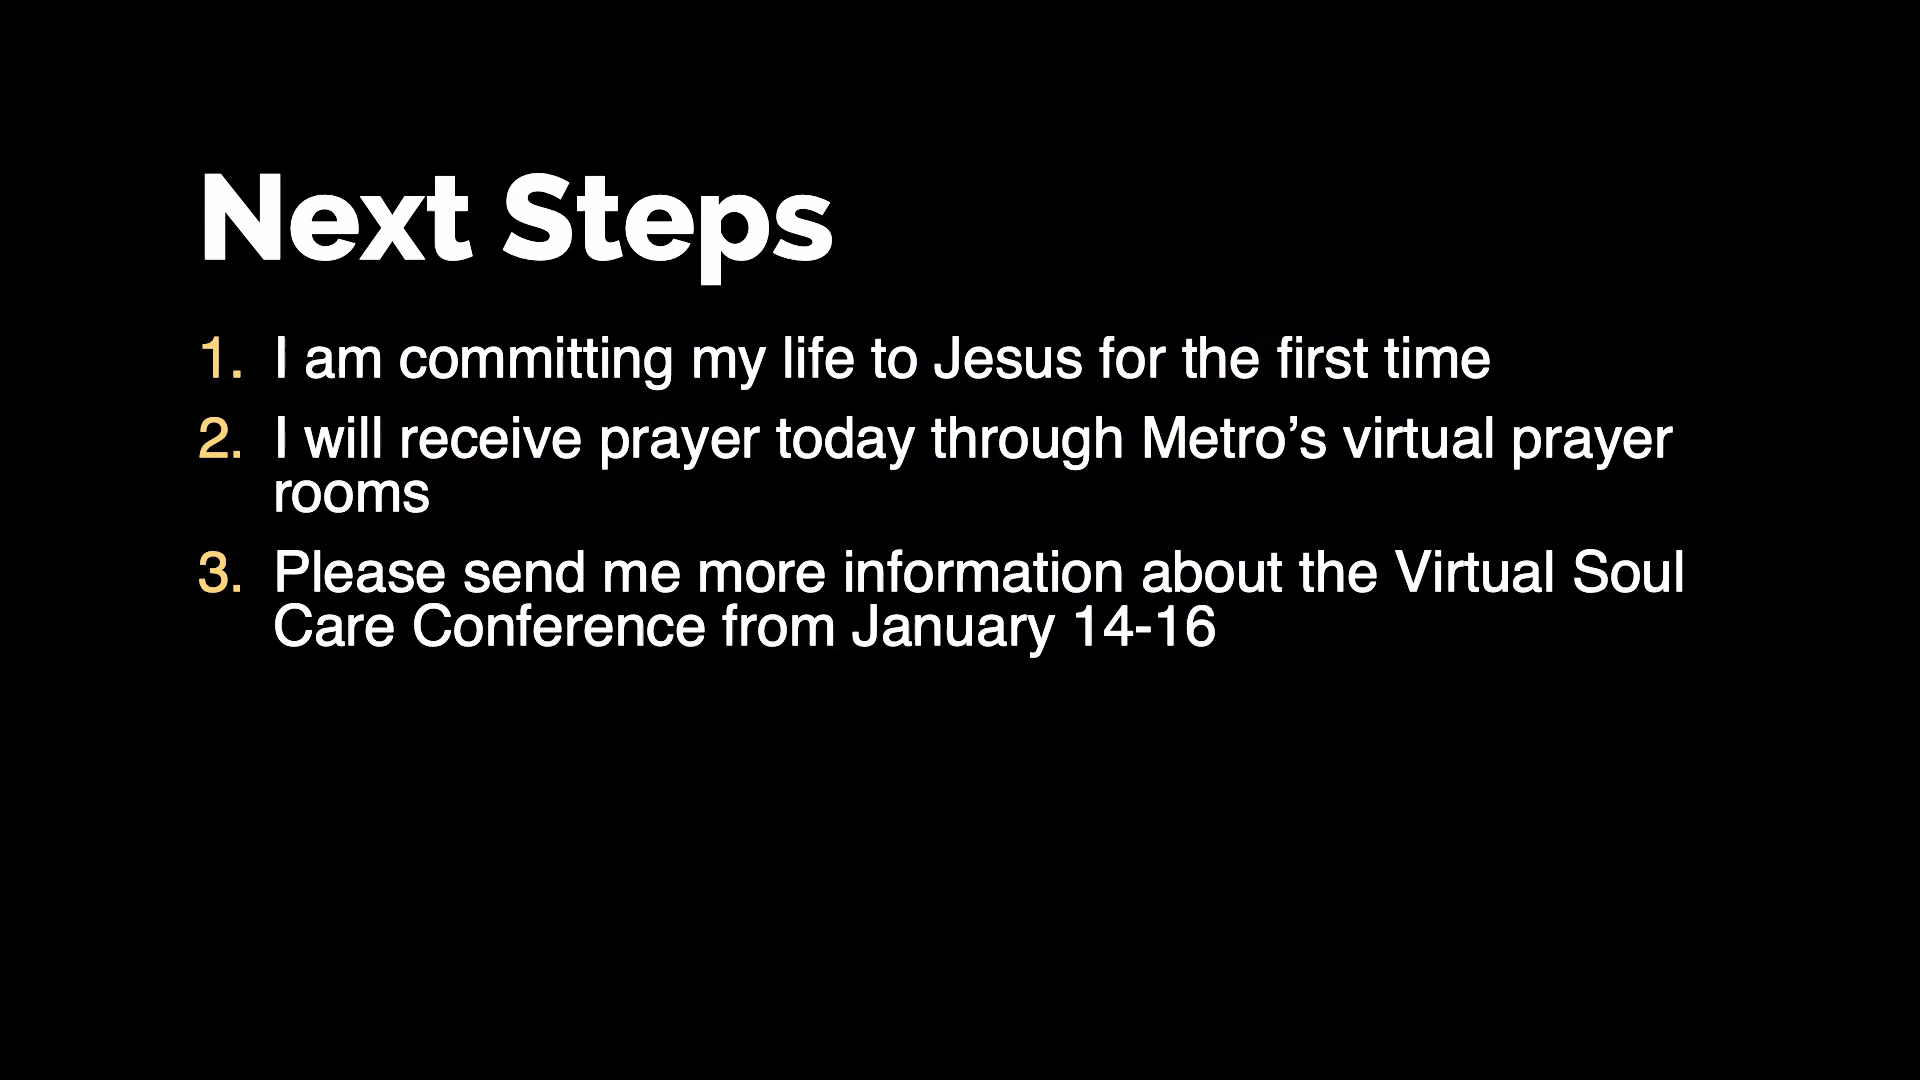 Next Steps
1. I am committing my life to Jesus for the first time
2. I will receive prayer today through Metro’s virtual prayer
rooms
3. Please send me more information about the Virtual Soul
Care Conference from January 14-16